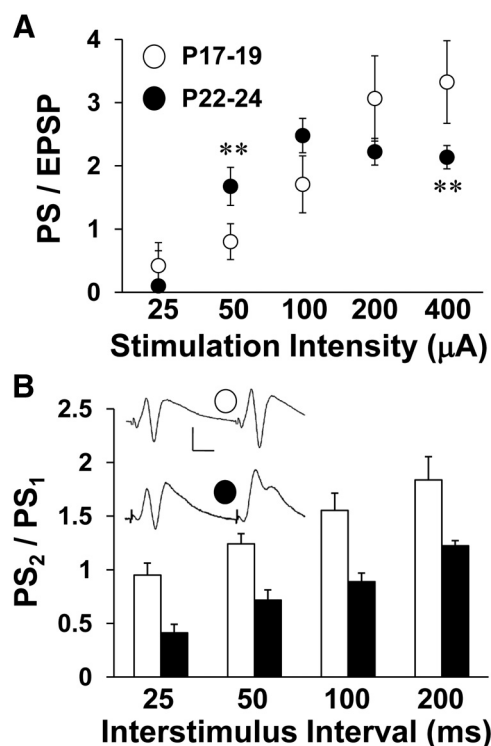 A
4
3
2
1
0
PS / EPSP
P17-19
P22-24
**
**
25 50 100 200 400
Stimulation Intensity (μA)
B
2.5
2
1.5
1
0.5
0
PS₂ / PS₁
25 50 100 200
Interstimulus Interval (ms)